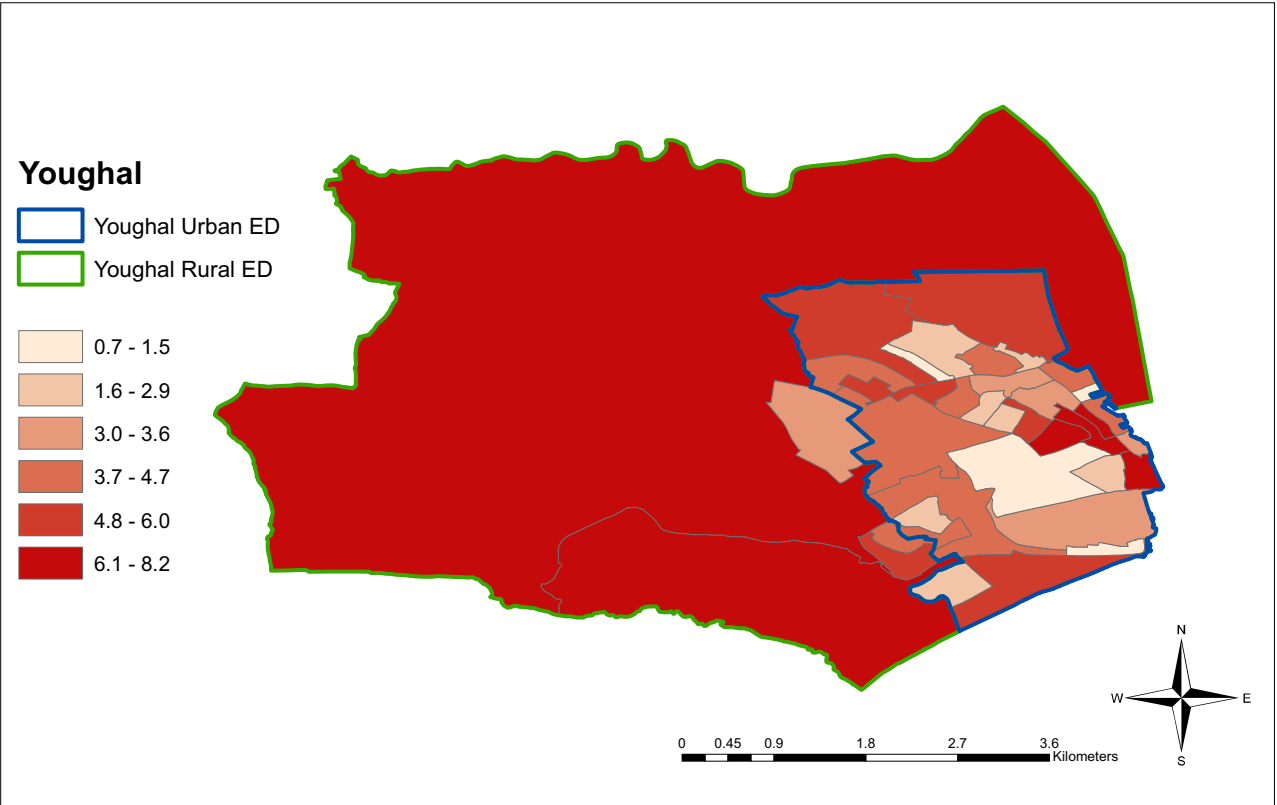 Youghal
Youghal Urban ED
Youghal Rural ED
0.7 - 1.5
1.6 - 2.9
3.0 - 3.6
3.7 - 4.7
4.8 - 6.0
6.1 - 8.2
N
W E
S
0 0.45 0.9 1.8 2.7 3.6
Kilometers